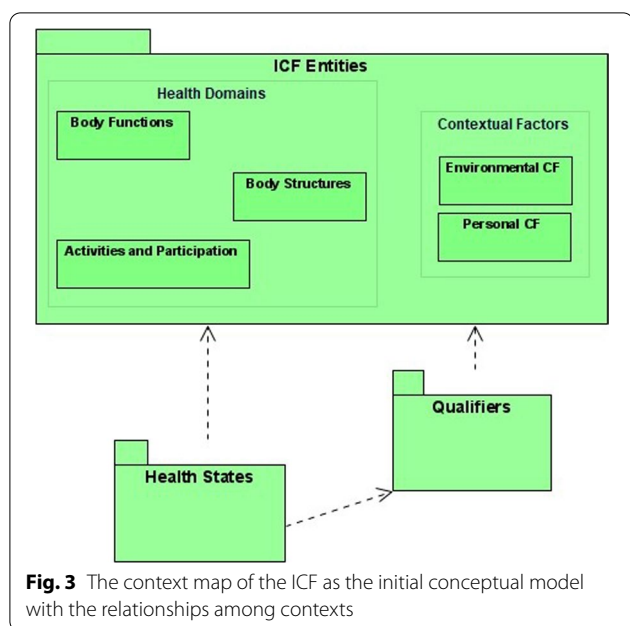 ICF Entities
Health Domains
Body Functions
Body Structures
Activities and Participation
Contextual Factors
Environmental CF
Personal CF
Qualifiers
Health States
Fig. 3 The context map of the ICF as the initial conceptual model
with the relationships among contexts